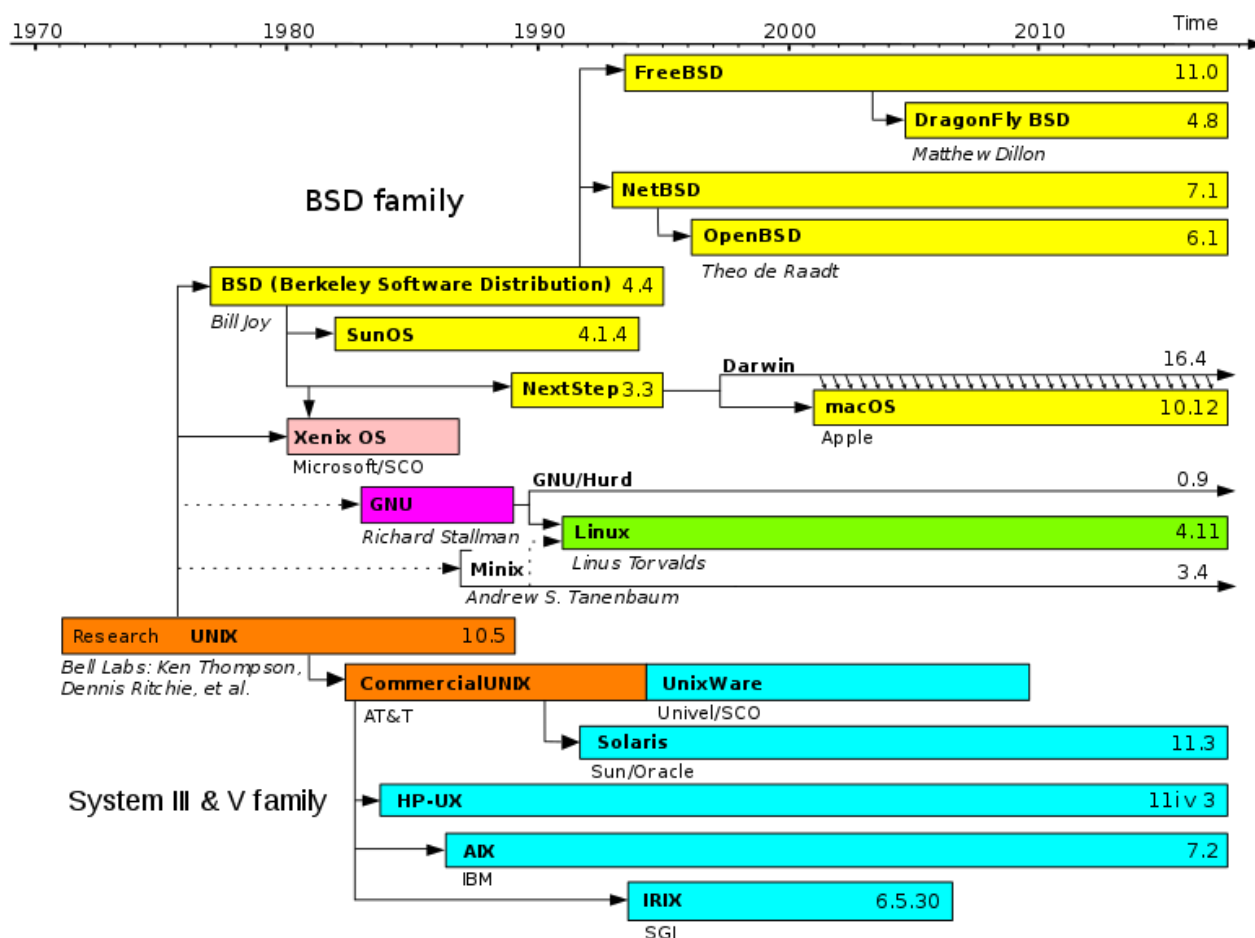 1970 1980 1990 2000 2010 Time
FreeBSD 11.0
DragonFly BSD 4.8
Matthew Dillon
BSD family
NetBSD 7.1
OpenBSD 6.1
Theo de Raadt
BSD (Berkeley Software Distribution) 4.4
Bill Joy
SunOS 4.1.4
Darwin 16.4
NextStep 3.3
macOS 10.12
Apple
Xenix OS
Microsoft/SCO
GNU/Hurd 0.9
GNU
Richard Stallman
Linux 4.11
Linus Torvalds
Minix 3.4
Andrew S. Tanenbaum
Research UNIX 10.5
Bell Labs: Ken Thompson,
Dennis Ritchie, et al.
CommercialUNIX UnixWare
AT&T Univel/SCO
Solaris 11.3
Sun/Oracle
System III & V family
HP-UX 11i v 3
AIX 7.2
IBM
IRIX 6.5.30
SGI